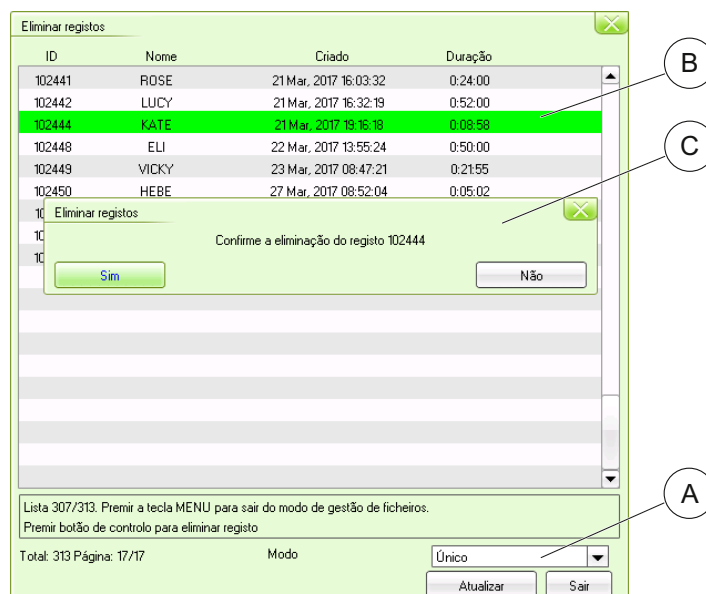 Eliminar registos
ID Nome Criado Duração
102441 ROSE 21 Mar, 2017 16:03:32 0:24:00
B
102442 LUCY 21 Mar, 2017 16:32:19 0:52:00
102444 KATE 21 Mar, 2017 19:16:18 0:08:58
102448 ELI 22 Mar, 2017 13:55:24 0:50:00
C
102449 VICKY 23 Mar, 2017 08:47:21 0:21:55
102450 HEBE 27 Mar, 2017 08:52:04 0:05:02
10
Eliminar registos
10
Confirme a eliminação do registo 102444
10
Sim Não
Lista 307/313. Premir a tecla MENU para sair do modo de gestão de ficheiros.
A
Premir botão de controlo para eliminar registo
Total: 313 Página: 17/17 Modo Único
Atualizar Sair